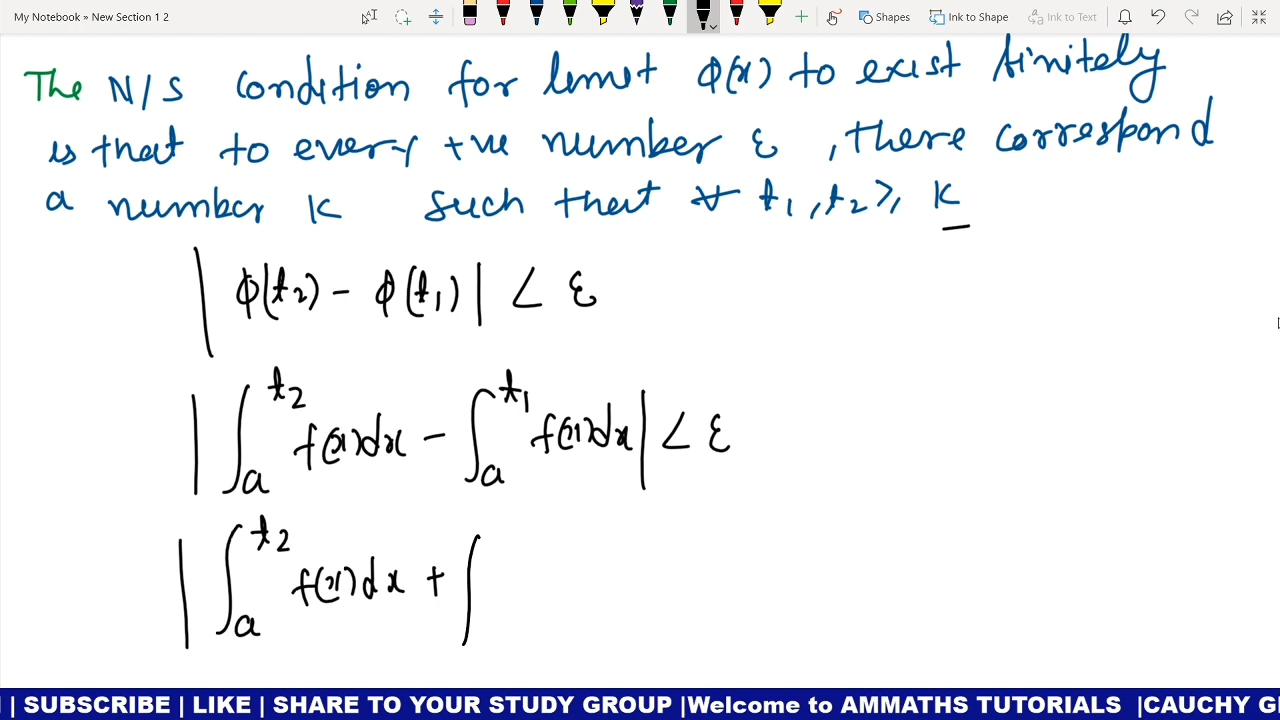 My Notebook » New Section 1 2
Shapes
Ink to Shape
Ink to Text
The N/S condition for limit φ(x) to exist finitely
is that to every +ve number ε , there correspond
a number K such that ∀ t₁ , t₂ ≥ K
| φ(t₂) - φ(t₁) | < ε
| ∫ₐ^t₂ f(x)dx - ∫ₐ^t₁ f(x)dx | < ε
| ∫ₐ^t₂ f(x)dx + ∫
| SUBSCRIBE | LIKE | SHARE TO YOUR STUDY GROUP |Welcome to AMMATHS TUTORIALS |CAUCHY G